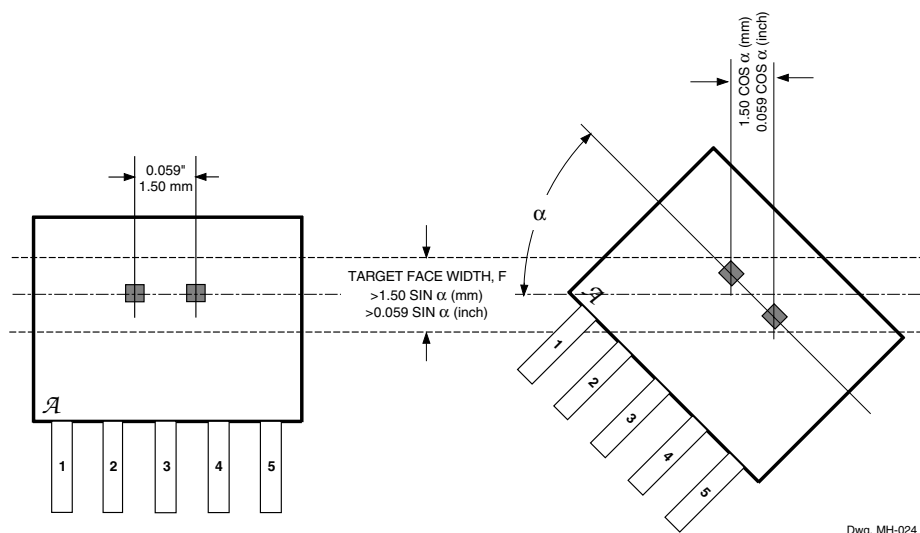 0.059"
1.50 mm
𝒜
1 2 3 4 5
TARGET FACE WIDTH, F
>1.50 SIN α (mm)
>0.059 SIN α (inch)
1.50 COS α (mm)
0.059 COS α (inch)
α
𝒜
1
2
3
4
5
Dwg. MH-024